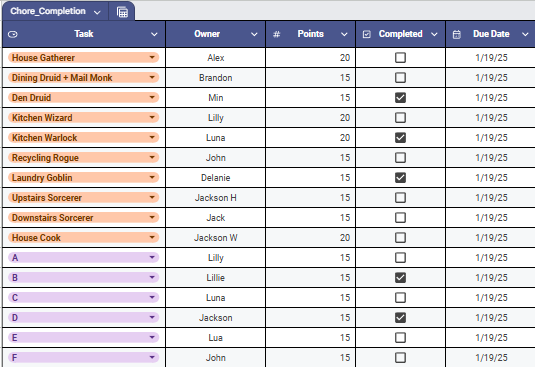 Chore_Completion
Task Owner # Points Completed Due Date
House Gatherer Alex 20 1/19/25
Dining Druid + Mail Monk Brandon 15 1/19/25
Den Druid Min 15 1/19/25
Kitchen Wizard Lilly 20 1/19/25
Kitchen Warlock Luna 20 1/19/25
Recycling Rogue John 15 1/19/25
Laundry Goblin Delanie 15 1/19/25
Upstairs Sorcerer Jackson H 15 1/19/25
Downstairs Sorcerer Jack 15 1/19/25
House Cook Jackson W 20 1/19/25
A Lilly 15 1/19/25
B Lillie 15 1/19/25
C Luna 15 1/19/25
D Jackson 15 1/19/25
E Lua 15 1/19/25
F John 15 1/19/25